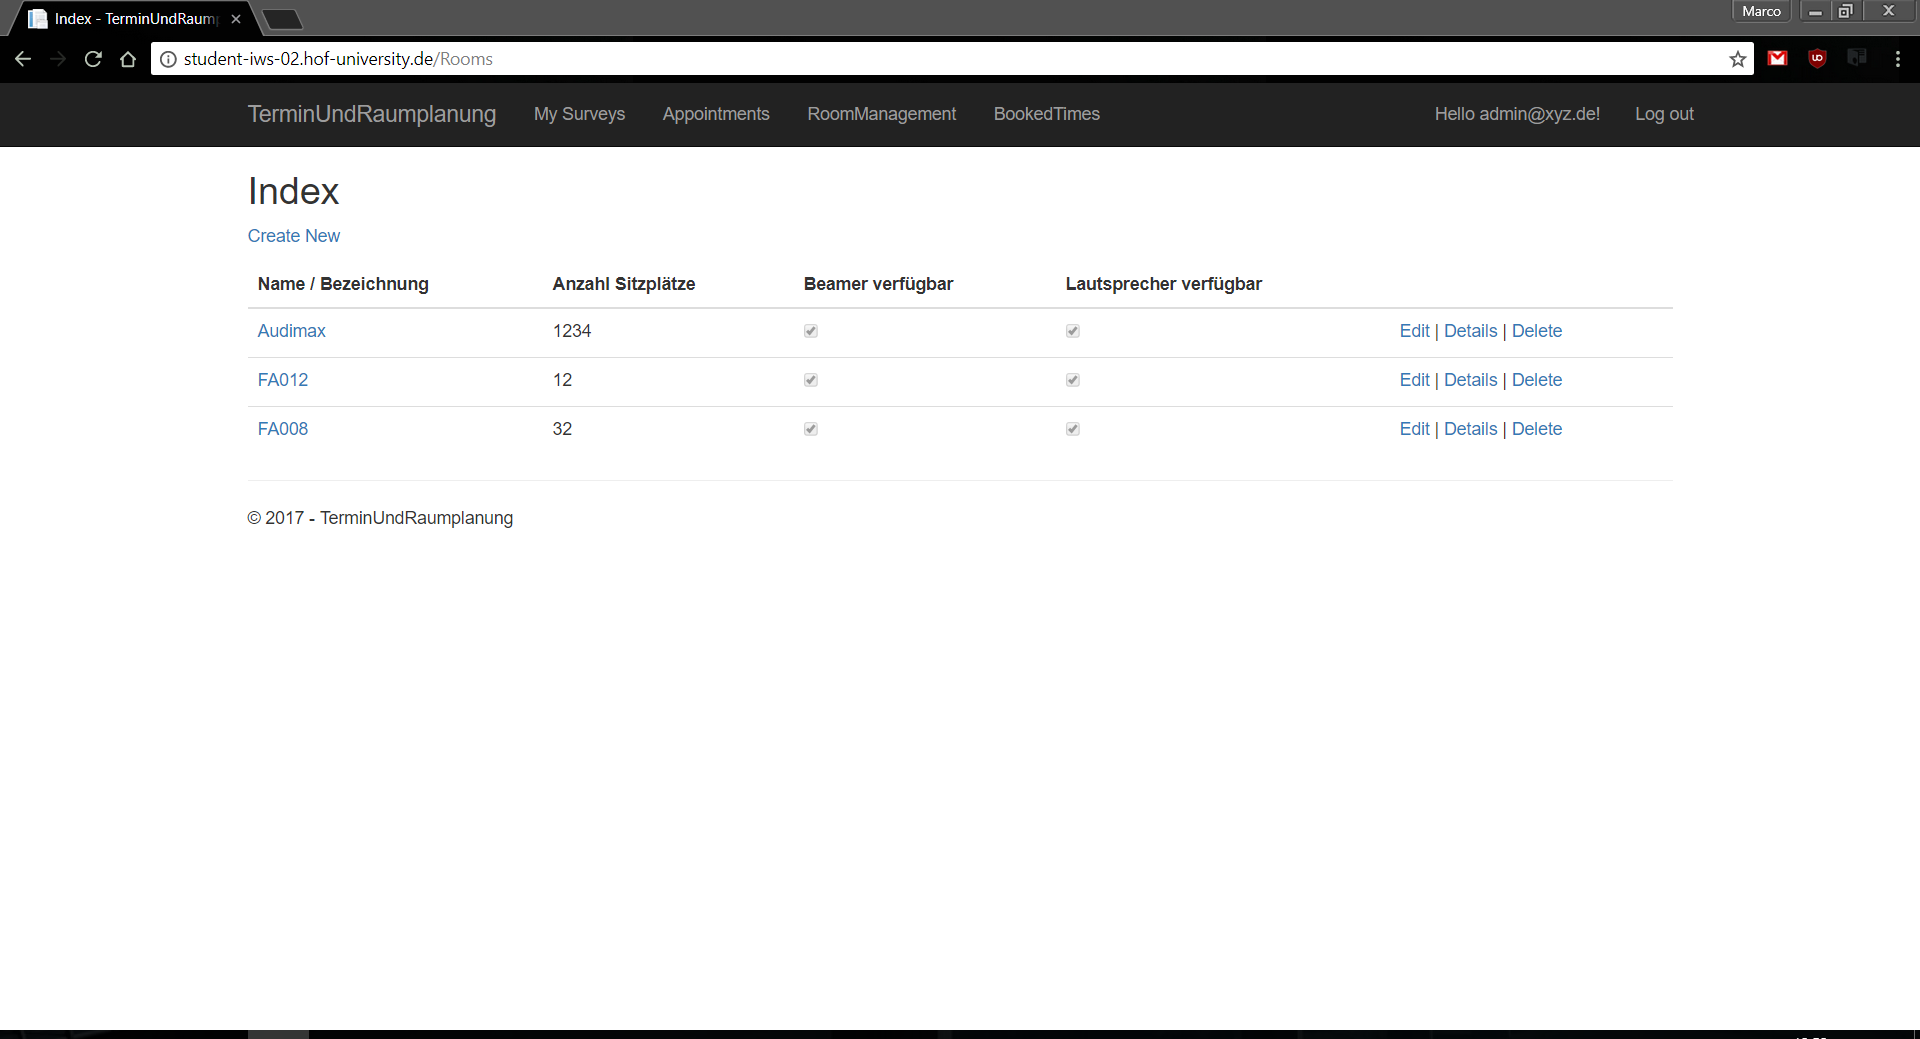 Index - TerminUndRaum
Marco
student-iws-02.hof-university.de/Rooms
TerminUndRaumplanung My Surveys Appointments RoomManagement BookedTimes Hello admin@xyz.de! Log out
Index
Create New
Name / Bezeichnung Anzahl Sitzplätze Beamer verfügbar Lautsprecher verfügbar
Audimax 1234 Edit | Details | Delete
FA012 12 Edit | Details | Delete
FA008 32 Edit | Details | Delete
© 2017 - TerminUndRaumplanung